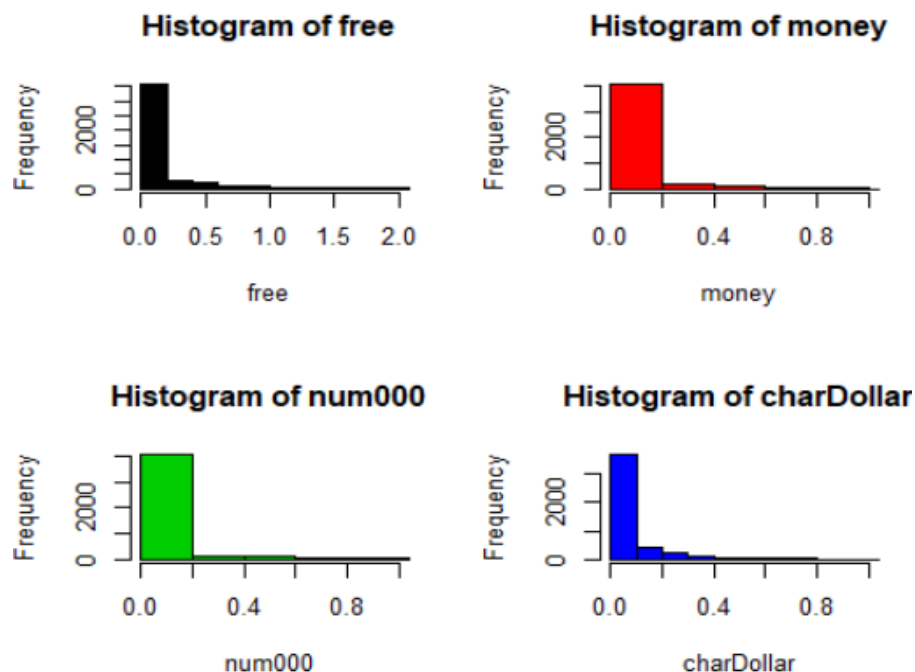 Histogram of free
Frequency
0 2000
0.0 0.5 1.0 1.5 2.0
free
Histogram of money
Frequency
0 2000
0.0 0.4 0.8
money
Histogram of num000
Frequency
0 2000
0.0 0.4 0.8
num000
Histogram of charDollar
Frequency
0 2000
0.0 0.4 0.8
charDollar